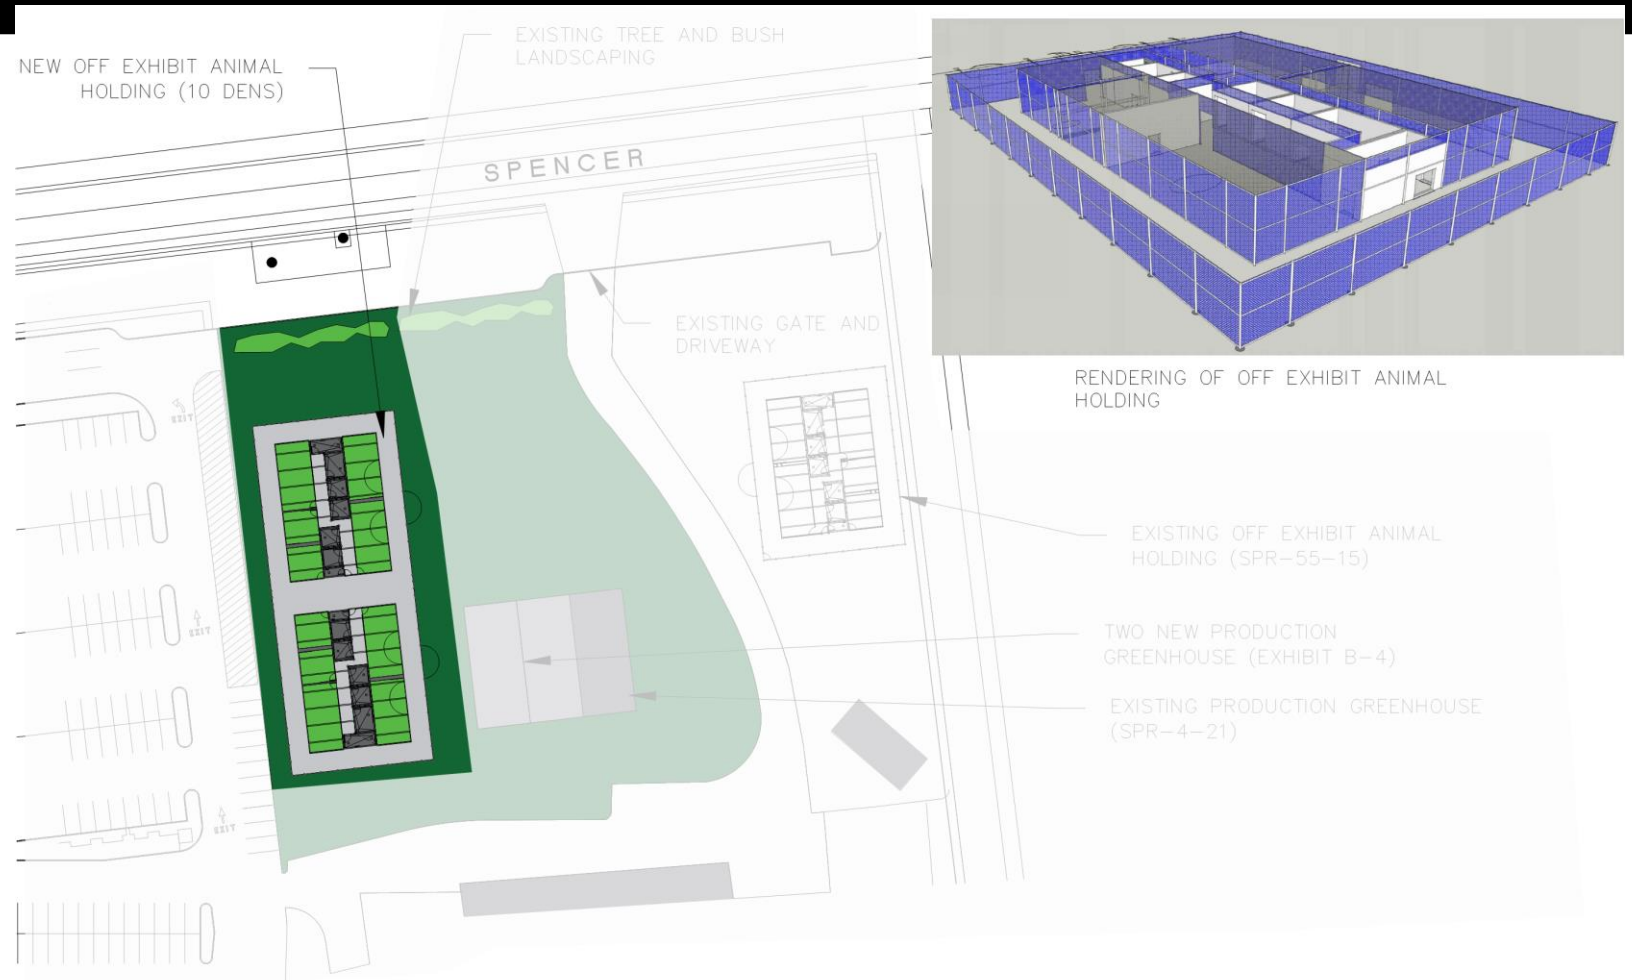 EXISTING TREE AND BUSH
LANDSCAPING
NEW OFF EXHIBIT ANIMAL
HOLDING (10 DENS)
SPENCER
EXISTING GATE AND
DRIVEWAY
RENDERING OF OFF EXHIBIT ANIMAL
HOLDING
EXIT
EXISTING OFF EXHIBIT ANIMAL
HOLDING (SPR-55-15)
EXIT
TWO NEW PRODUCTION
GREENHOUSE (EXHIBIT B-4)
EXISTING PRODUCTION GREENHOUSE
(SPR-4-21)
EXIT